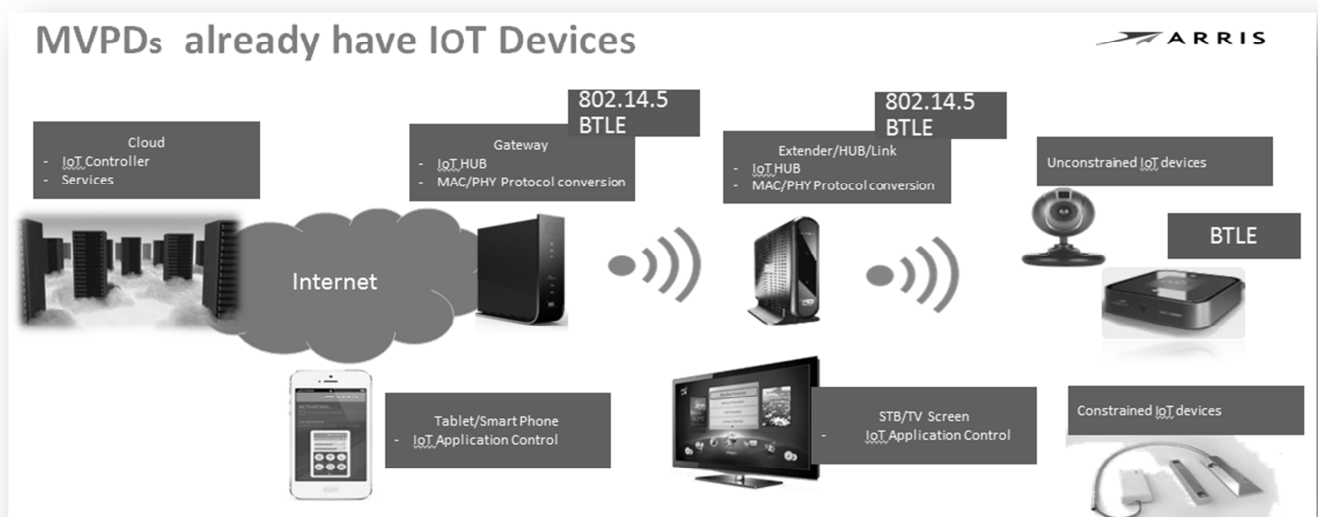 MVPDs already have IoT Devices
ARRIS
802.14.5
BTLE
802.14.5
BTLE
Cloud
- IoT Controller
- Services
Gateway
- IoT HUB
- MAC/PHY Protocol conversion
Extender/HUB/Link
- IoT HUB
- MAC/PHY Protocol conversion
Unconstrained IoT devices
BTLE
Internet
Tablet/Smart Phone
- IoT Application Control
STB/TV Screen
- IoT Application Control
Constrained IoT devices
ACTIVATING...